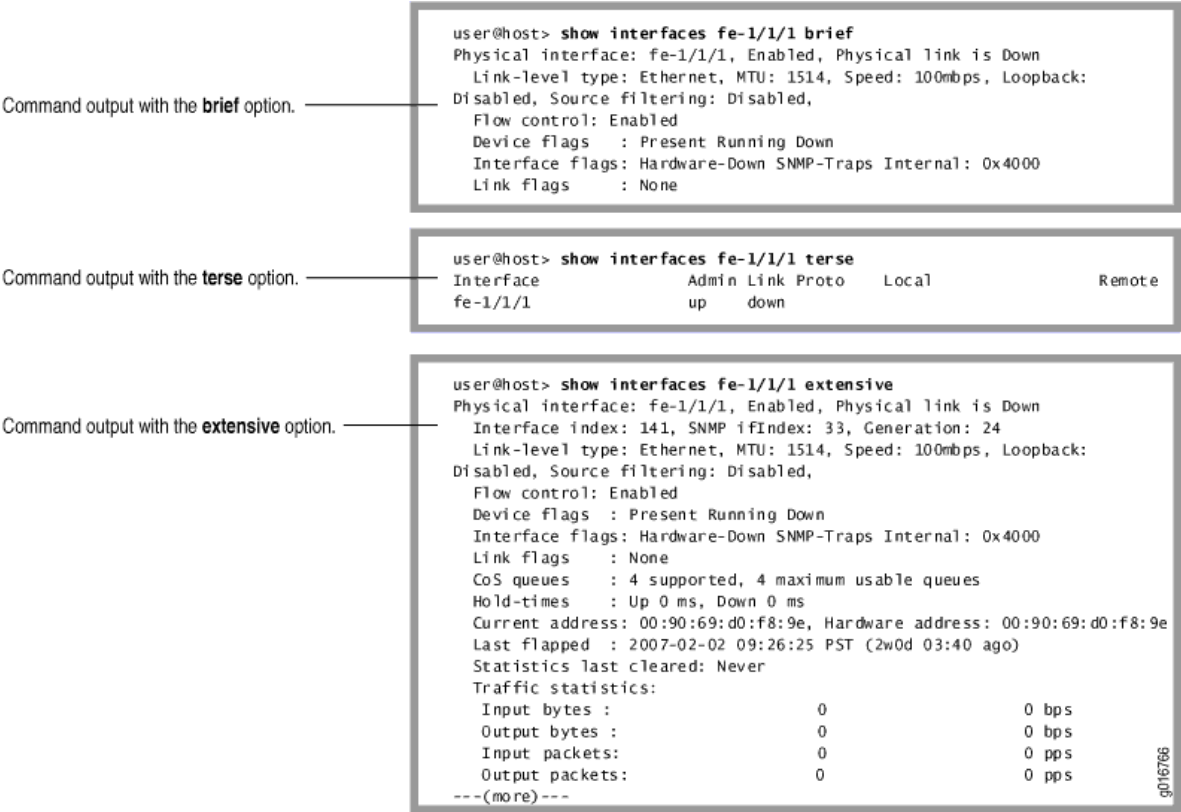 user@host> show interfaces fe-1/1/1 brief
Physical interface: fe-1/1/1, Enabled, Physical link is Down
Link-level type: Ethernet, MTU: 1514, Speed: 100mbps, Loopback:
Command output with the brief option.
Disabled, Source filtering: Disabled,
Flow control: Enabled
Device flags : Present Running Down
Interface flags: Hardware-Down SNMP-Traps Internal: 0x4000
Link flags : None
user@host> show interfaces fe-1/1/1 terse
Command output with the terse option.
Interface Admin Link Proto Local Remote
fe-1/1/1 up down
user@host> show interfaces fe-1/1/1 extensive
Physical interface: fe-1/1/1, Enabled, Physical link is Down
Command output with the extensive option.
Interface index: 141, SNMP ifIndex: 33, Generation: 24
Link-level type: Ethernet, MTU: 1514, Speed: 100mbps, Loopback:
Disabled, Source filtering: Disabled,
Flow control: Enabled
Device flags : Present Running Down
Interface flags: Hardware-Down SNMP-Traps Internal: 0x4000
Link flags : None
CoS queues : 4 supported, 4 maximum usable queues
Hold-times : Up 0 ms, Down 0 ms
Current address: 00:90:69:d0:f8:9e, Hardware address: 00:90:69:d0:f8:9e
Last flapped : 2007-02-02 09:26:25 PST (2w0d 03:40 ago)
Statistics last cleared: Never
Traffic statistics:
Input bytes : 0 0 bps
Output bytes : 0 0 bps
Input packets: 0 0 pps
Output packets: 0 0 pps
---(more)---
g016766